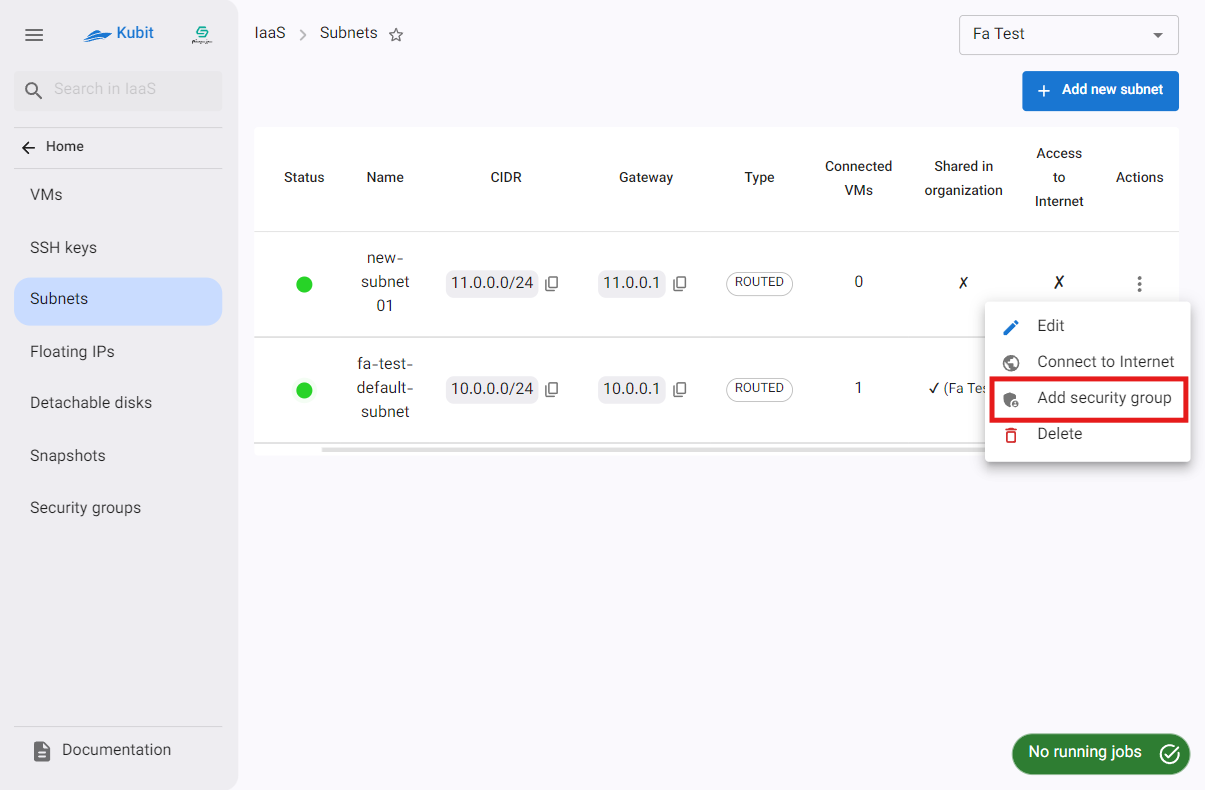 Kubit
Search in IaaS
Home
VMs
SSH keys
Subnets
Floating IPs
Detachable disks
Snapshots
Security groups
Documentation
IaaS > Subnets
Fa Test
+ Add new subnet
Status Name CIDR Gateway Type Connected VMs Shared in organization Access to Internet Actions
new-
subnet
01
11.0.0.0/24 11.0.0.1 ROUTED 0 ✗ ✗
fa-test-
default-
subnet
10.0.0.0/24 10.0.0.1 ROUTED 1 ✓ (Fa Tes
Edit
Connect to Internet
Add security group
Delete
No running jobs